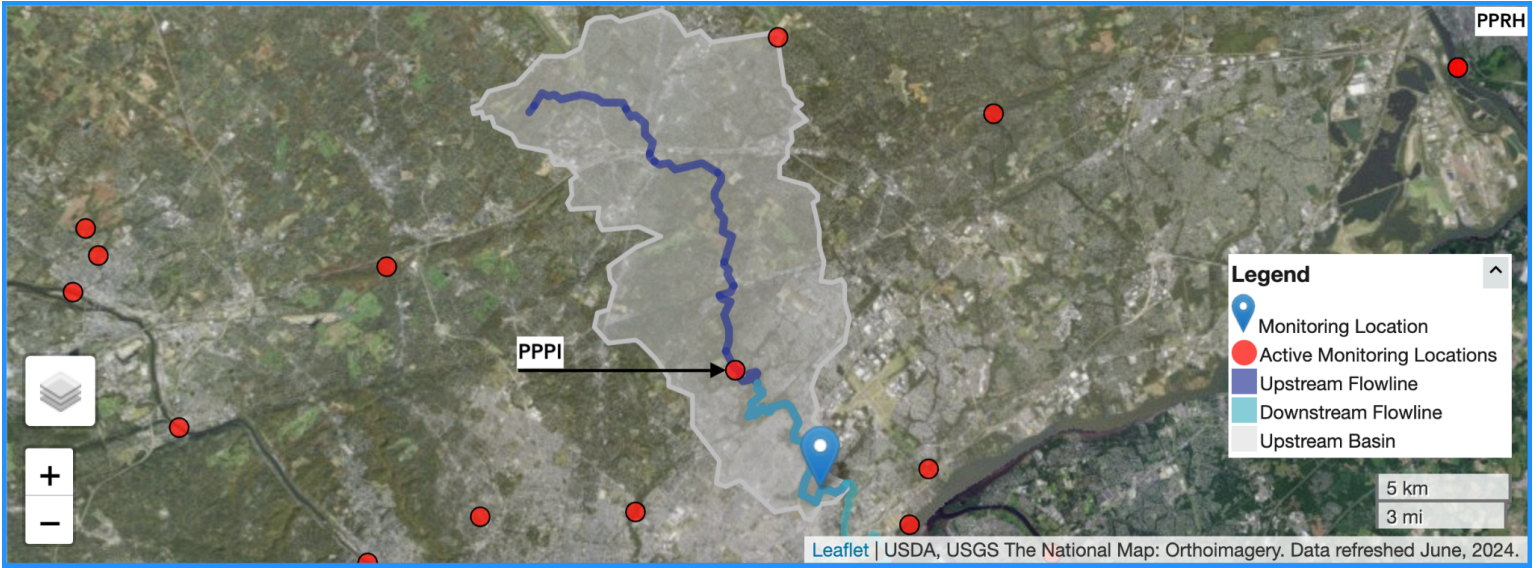 PPRH
Legend
Monitoring Location
Active Monitoring Locations
Upstream Flowline
Downstream Flowline
Upstream Basin
PPPI
+
−
5 km
3 mi
Leaflet | USDA, USGS The National Map: Orthoimagery. Data refreshed June, 2024.